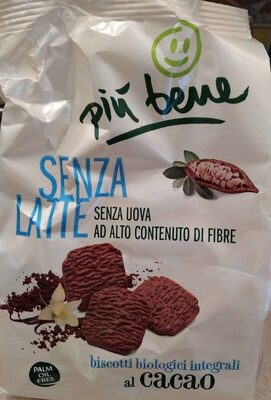 più bene
SENZA
LATTE
SENZA UOVA
AD ALTO CONTENUTO DI FIBRE
PALM
OIL
FREE
biscotti biologici integrali
al cacao